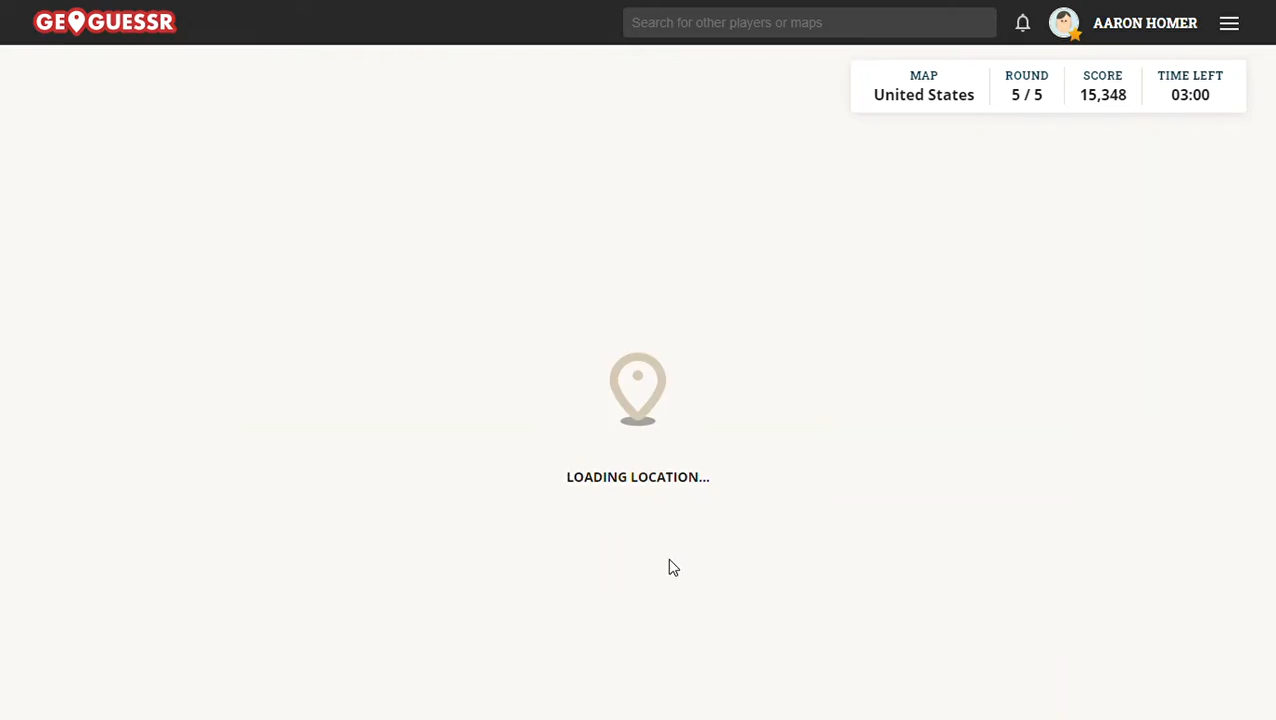 GEOGUESSR
Search for other players or maps
AARON HOMER
MAP
United States
ROUND
5 / 5
SCORE
15,348
TIME LEFT
03:00
LOADING LOCATION...